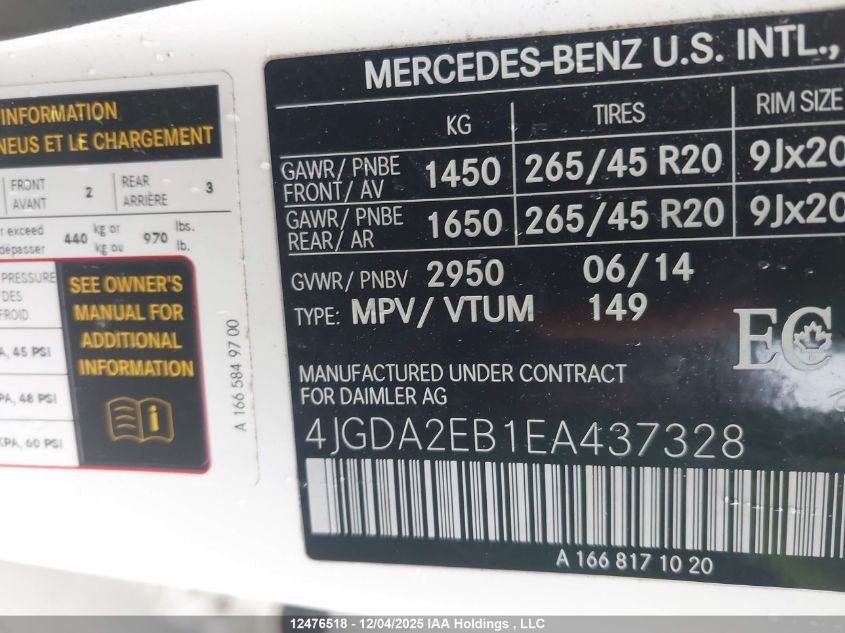 INFORMATION
NEUS ET LE CHARGEMENT
FRONT
AVANT
2
REAR
ARRIÈRE
3
r exceed
dépasser
440 kg or
kg ou
970 lbs.
lb.
PRESSURE
DES
FROID
A, 45 PSI
PA, 48 PSI
KPA, 60 PSI
SEE OWNER'S
MANUAL FOR
ADDITIONAL
INFORMATION
A 166 584 97 00
MERCEDES-BENZ U.S. INTL.,
KG TIRES RIM SIZE
GAWR/ PNBE
FRONT/ AV
1450 265/45 R20 9Jx20
GAWR/ PNBE
REAR/ AR
1650 265/45 R20 9Jx20
GVWR/ PNBV 2950 06/14
TYPE: MPV/ VTUM 149
EC
MANUFACTURED UNDER CONTRACT
FOR DAIMLER AG
4JGDA2EB1EA437328
A 166 817 10 20
12476518 - 12/04/2025 IAA Holdings , LLC